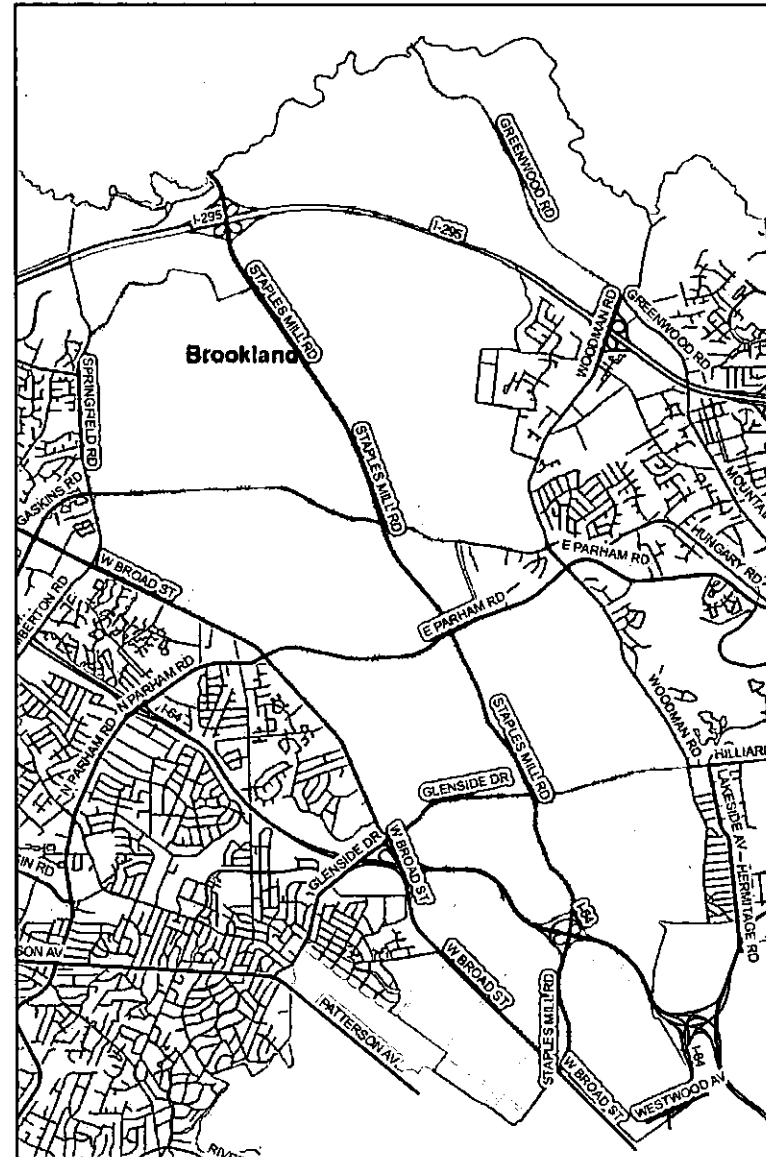 GREENWOOD RD
I-295
I-295
STAPLES MILL RD
WOODMAN RD
GREENWOOD RD
Brookland
SPRINGFIELD RD
STAPLES MILL RD
GASKINS RD
MOUNTAIN
W BROAD ST
E PARHAM RD
E HUNGARY RD
BERTON RD
E PARHAM RD
N PARHAM RD
I-64
N PARHAM RD
WOODMAN RD
STAPLES MILL RD
HILLIARD
GLENSIDE DR
LAKESIDE AV
GLENSIDE DR
W BROAD ST
HERMITAGE RD
I-64
SON AV
W BROAD ST
PATTERSON AV
STAPLES MILL RD
W BROAD ST
I-64
WESTWOOD AV